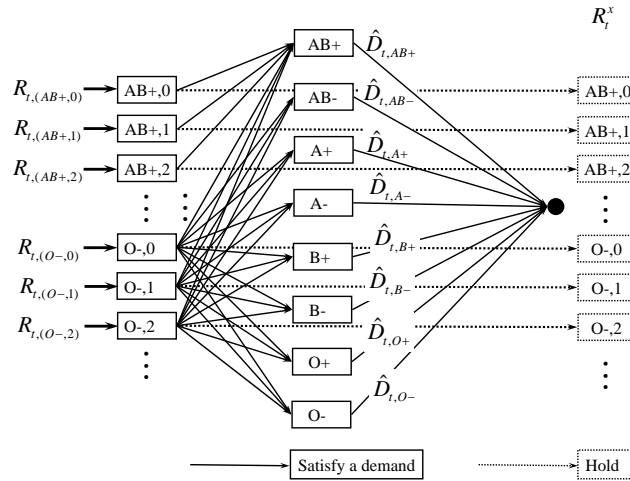 R_t^x
AB+ D̂_{t,AB+}
R_{t,(AB+,0)} AB+,0 AB- D̂_{t,AB−} AB+,0
R_{t,(AB+,1)} AB+,1 A+ D̂_{t,A+} AB+,1
R_{t,(AB+,2)} AB+,2 AB+,2
A- D̂_{t,A−}
R_{t,(O−,0)} O-,0 B+ D̂_{t,B+} O-,0
R_{t,(O−,1)} O-,1 B- D̂_{t,B−} O-,1
R_{t,(O−,2)} O-,2 O-,2
O+ D̂_{t,O+}
O- D̂_{t,O−}
Satisfy a demand Hold